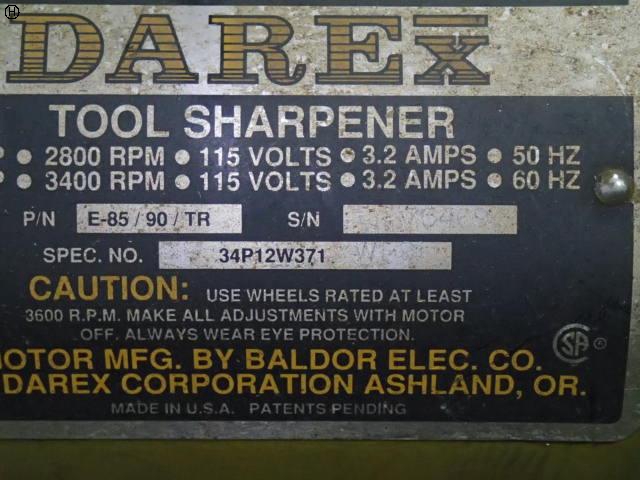 DAREX
TOOL SHARPENER
P • 2800 RPM • 115 VOLTS • 3.2 AMPS • 50 HZ
P • 3400 RPM • 115 VOLTS • 3.2 AMPS • 60 HZ
P/N E-85 / 90 / TR S/N
SPEC. NO. 34P12W371
CAUTION: USE WHEELS RATED AT LEAST
3600 R.P.M. MAKE ALL ADJUSTMENTS WITH MOTOR
OFF. ALWAYS WEAR EYE PROTECTION.
MOTOR MFG. BY BALDOR ELEC. CO.
DAREX CORPORATION ASHLAND, OR.
MADE IN U.S.A. PATENTS PENDING